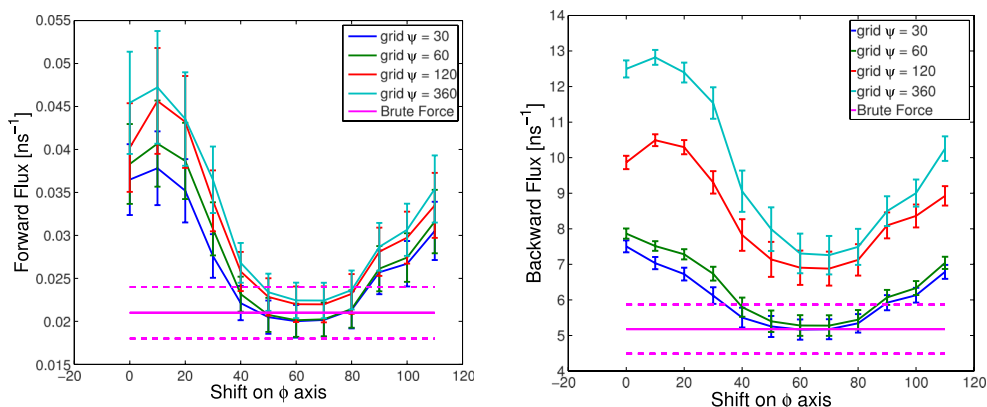 0.055
0.05
0.045
0.04
0.035
0.03
0.025
0.02
0.015
−20
0
20
40
60
80
100
120
Forward Flux [ns⁻¹]
Shift on ϕ axis
grid ψ = 30
grid ψ = 60
grid ψ = 120
grid ψ = 360
Brute Force
14
13
12
11
10
9
8
7
6
5
4
−20
0
20
40
60
80
100
120
Backward Flux [ns⁻¹]
Shift on ϕ axis
grid ψ = 30
grid ψ = 60
grid ψ = 120
grid ψ = 360
Brute Force